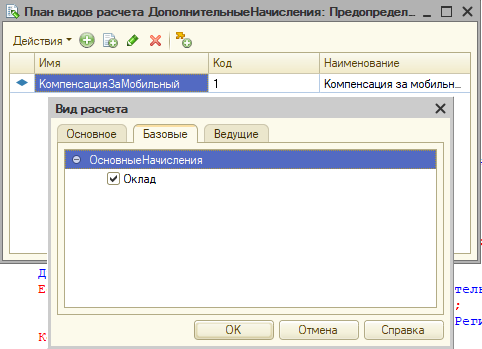 План видов расчета ДополнительныеНачисления: Предопредел...
Действия
Имя Код Наименование
КомпенсацияЗаМобильный 1 Компенсация за мобильн...
Вид расчета
Основное Базовые Ведущие
ОсновныеНачисления
Оклад
OK Отмена Справка